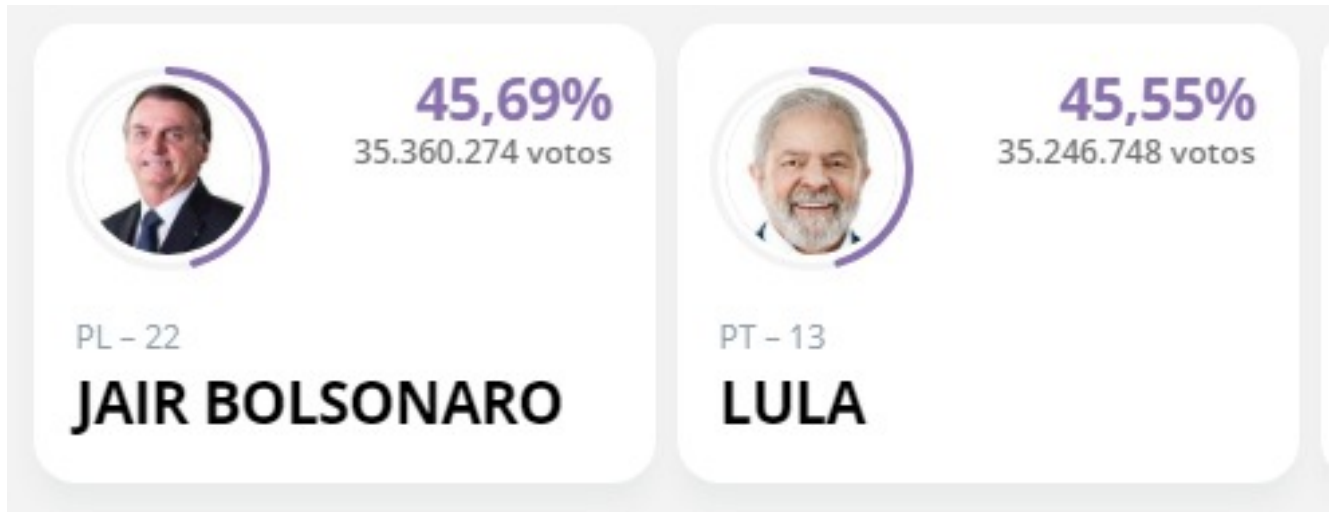 45,69%
35.360.274 votos
PL – 22
JAIR BOLSONARO
45,55%
35.246.748 votos
PT – 13
LULA